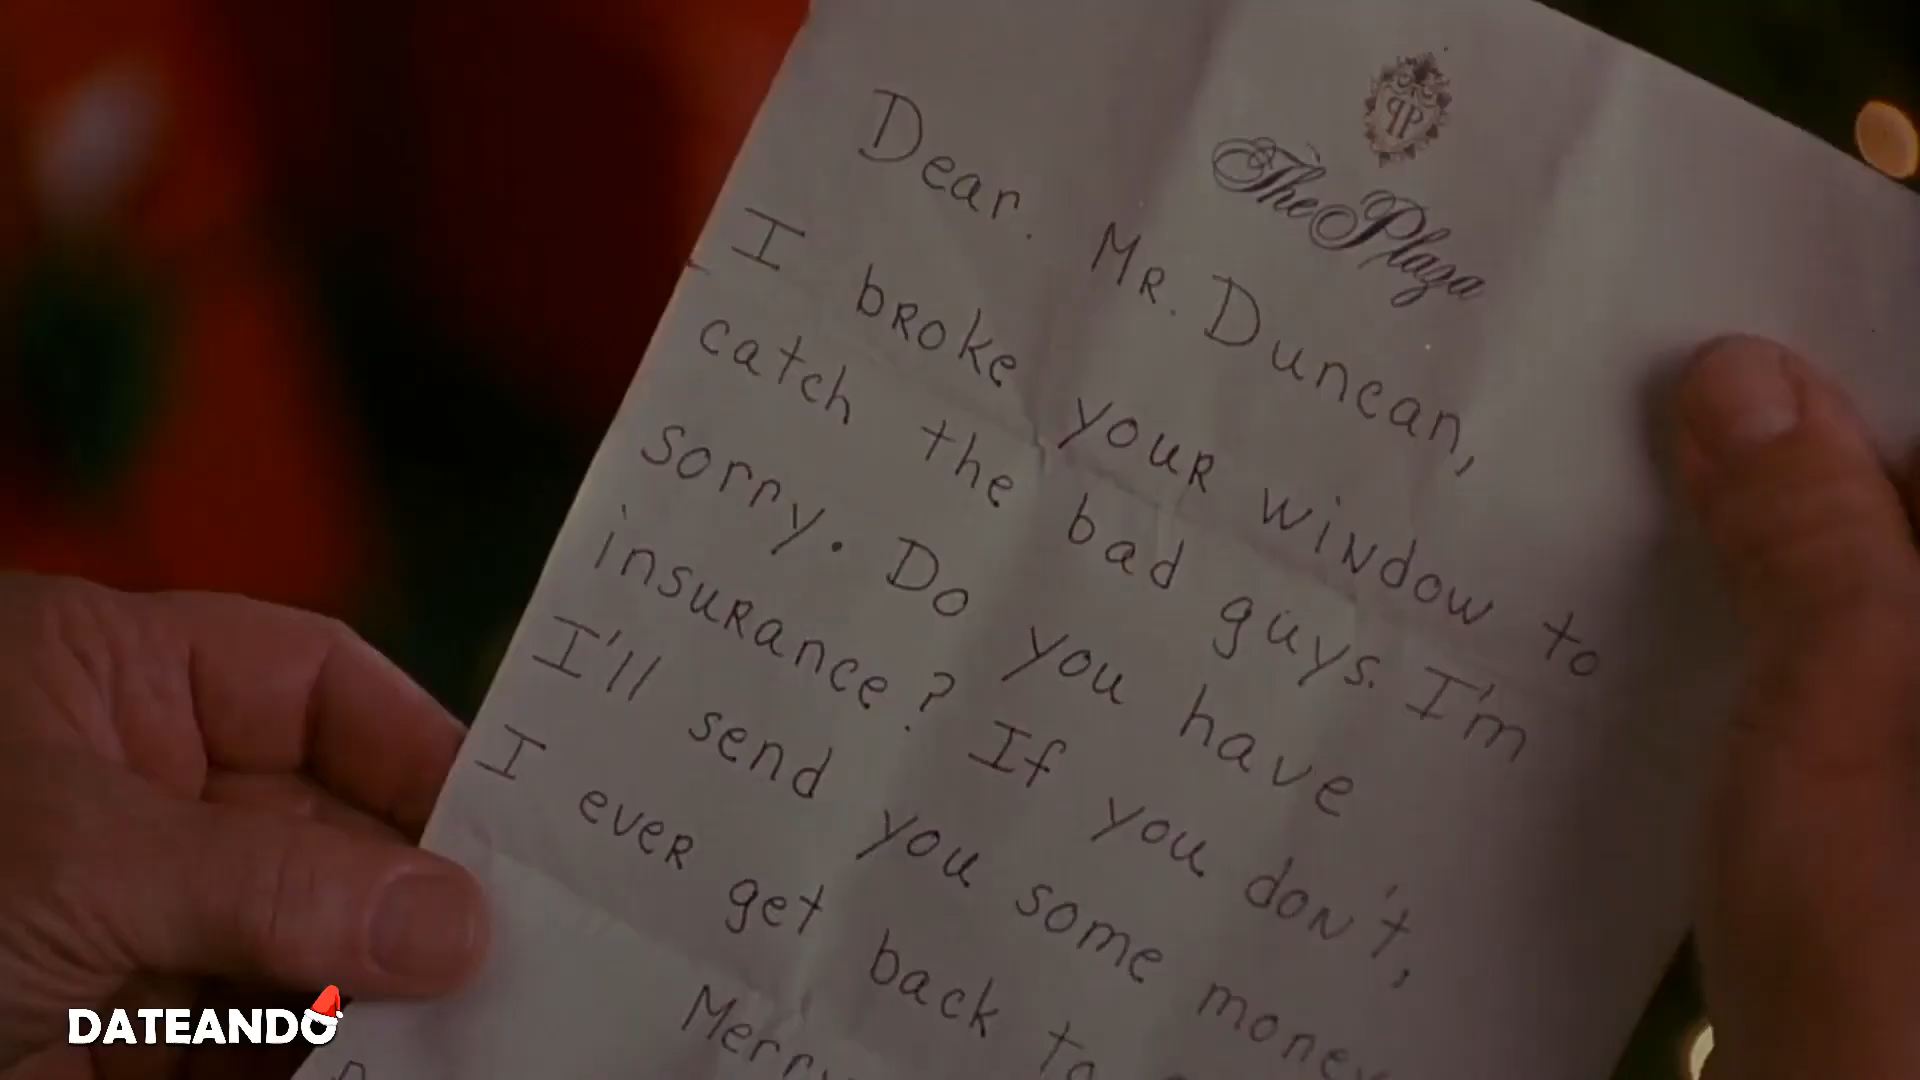 The Plaza
Dear. MR. Duncan,
I broke your window to
catch the bad guys. I'm
sorry. Do you have
insurance? If you don't,
I'll send you some money
I ever get back to
Merry
DATEANDO